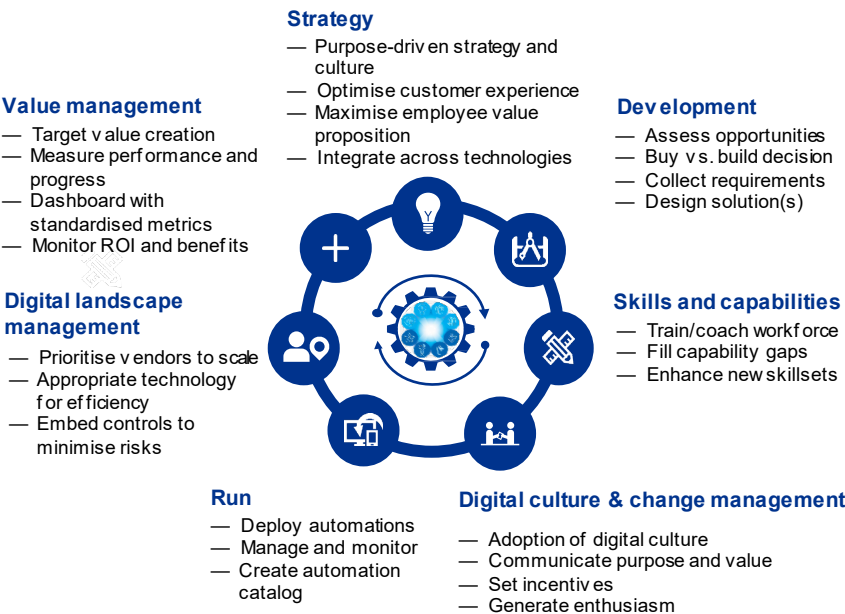 Strategy
— Purpose-driven strategy and
culture
— Optimise customer experience
— Maximise employee value
proposition
— Integrate across technologies
Value management
— Target value creation
— Measure performance and
progress
— Dashboard with
standardised metrics
— Monitor ROI and benefits
Development
— Assess opportunities
— Buy vs. build decision
— Collect requirements
— Design solution(s)
Digital landscape
management
— Prioritise vendors to scale
— Appropriate technology
for efficiency
— Embed controls to
minimise risks
Skills and capabilities
— Train/coach workforce
— Fill capability gaps
— Enhance new skillsets
Run
— Deploy automations
— Manage and monitor
— Create automation
catalog
Digital culture & change management
— Adoption of digital culture
— Communicate purpose and value
— Set incentives
— Generate enthusiasm